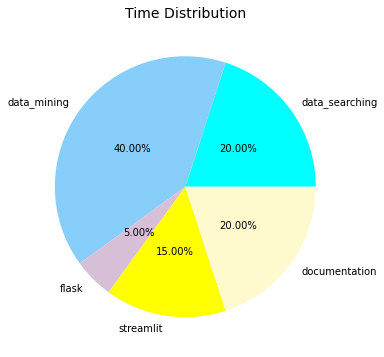 Time Distribution
data_mining
data_searching
40.00%
20.00%
5.00%
20.00%
15.00%
flask
documentation
streamlit